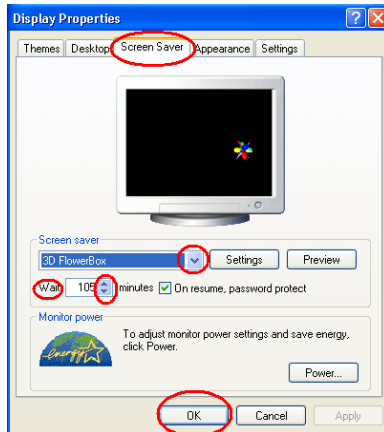 Display Properties
Themes Desktop Screen Saver Appearance Settings
Screen saver
3D FlowerBox Settings Preview
Wait 105 minutes On resume, password protect
Monitor power
To adjust monitor power settings and save energy,
click Power.
energy
Power...
OK Cancel Apply